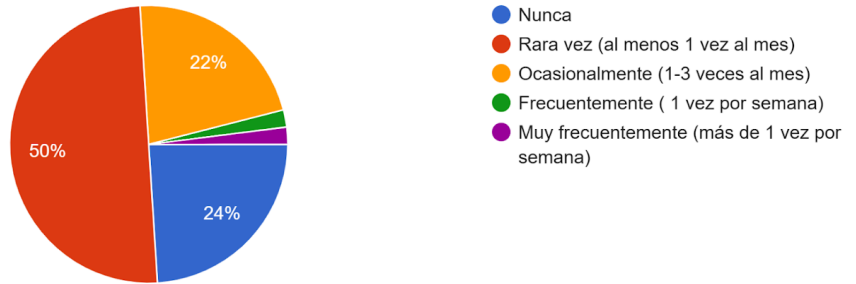 22%
50%
24%
Nunca
Rara vez (al menos 1 vez al mes)
Ocasionalmente (1-3 veces al mes)
Frecuentemente ( 1 vez por semana)
Muy frecuentemente (más de 1 vez por
semana)